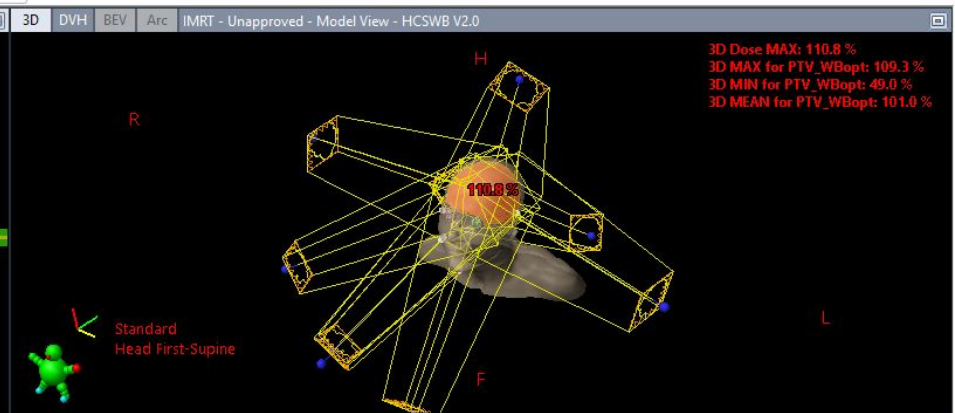 3D DVH BEV Arc IMRT - Unapproved - Model View - HCSWB V2.0
3D Dose MAX: 110.8 %
3D MAX for PTV_WBopt: 109.3 %
3D MIN for PTV_WBopt: 49.0 %
3D MEAN for PTV_WBopt: 101.0 %
H
R
110.8 %
L
Standard
Head First-Supine
F